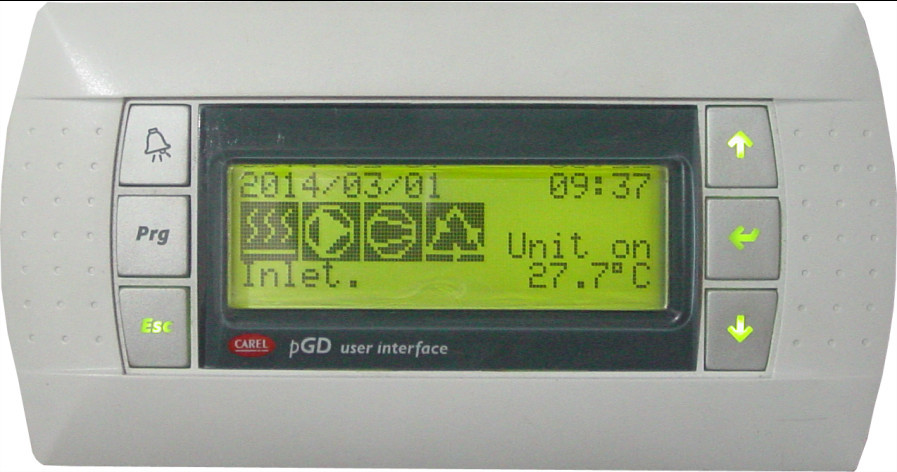 2014/03/01 09:37
Unit on
Inlet. 27.7°C
Prg
Esc
CAREL pGD user interface